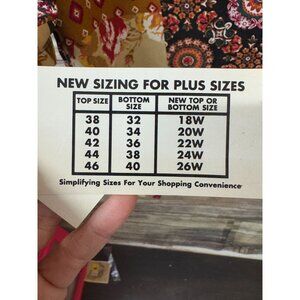 NEW SIZING FOR PLUS SIZES
TOP SIZE BOTTOM SIZE NEW TOP OR BOTTOM SIZE
38 32 18W
40 34 20W
42 36 22W
44 38 24W
46 40 26W
Simplifying Sizes For Your Shopping Convenience